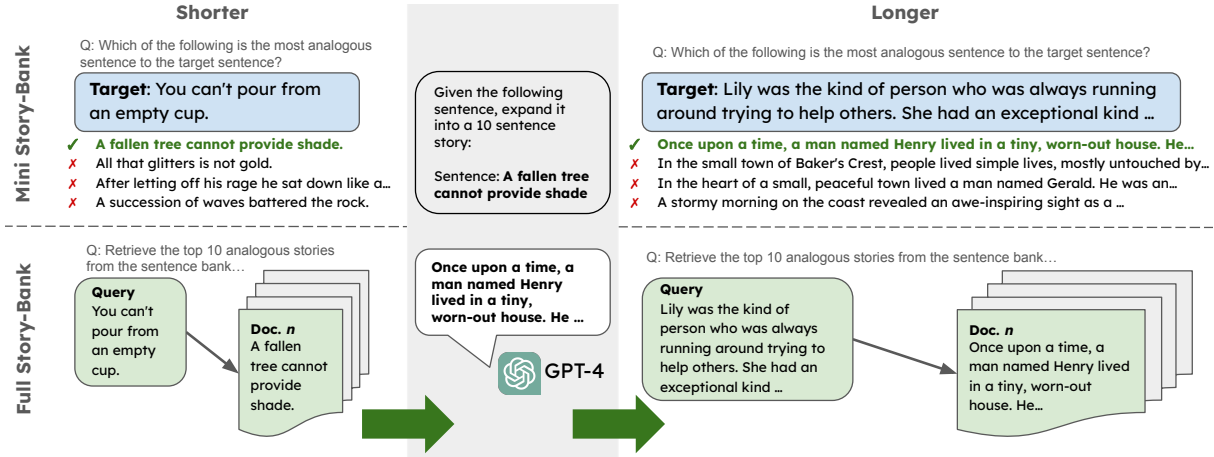 Shorter
Longer
Mini Story-Bank
Q: Which of the following is the most analogous
sentence to the target sentence?
Target: You can't pour from
an empty cup.
✓ A fallen tree cannot provide shade.
✗ All that glitters is not gold.
✗ After letting off his rage he sat down like a…
✗ A succession of waves battered the rock.
Given the following
sentence, expand it
into a 10 sentence
story:
Sentence: A fallen tree
cannot provide shade
Q: Which of the following is the most analogous sentence to the target sentence?
Target: Lily was the kind of person who was always running
around trying to help others. She had an exceptional kind …
✓ Once upon a time, a man named Henry lived in a tiny, worn-out house. He…
✗ In the small town of Baker's Crest, people lived simple lives, mostly untouched by…
✗ In the heart of a small, peaceful town lived a man named Gerald. He was an…
✗ A stormy morning on the coast revealed an awe-inspiring sight as a …
Full Story-Bank
Q: Retrieve the top 10 analogous stories
from the sentence bank…
Query
You can't
pour from
an empty
cup.
Doc. n
A fallen
tree cannot
provide
shade.
Once upon a time, a
man named Henry
lived in a tiny,
worn-out house. He …
GPT-4
Q: Retrieve the top 10 analogous stories from the sentence bank…
Query
Lily was the kind of
person who was always
running around trying to
help others. She had an
exceptional kind …
Doc. n
Once upon a time, a
man named Henry lived
in a tiny, worn-out
house. He…